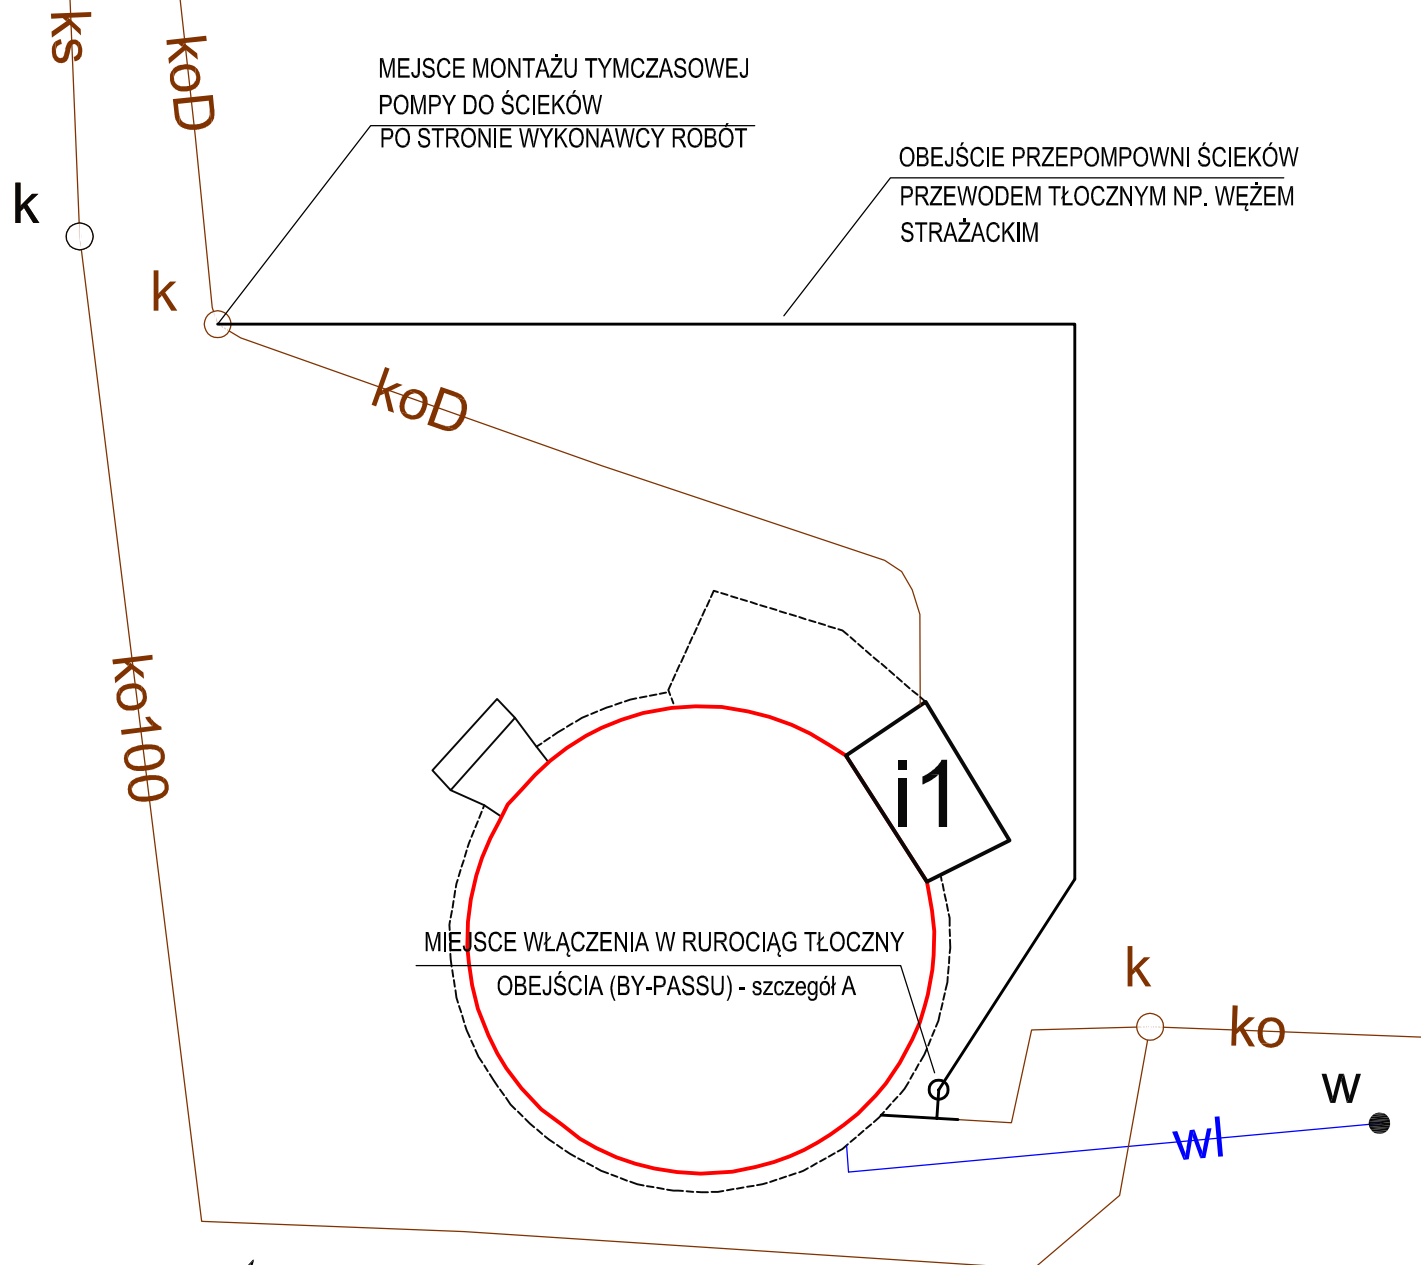 ks
koD
MEJSCE MONTAŻU TYMCZASOWEJ
POMPY DO ŚCIEKÓW
PO STRONIE WYKONAWCY ROBÓT
OBEJŚCIE PRZEPOMPOWNI ŚCIEKÓW
PRZEWODEM TŁOCZNYM NP. WĘŻEM
STRAŻACKIM
k
k
koD
ko100
i1
MIEJSCE WŁĄCZENIA W RUROCIĄG TŁOCZNY
OBEJŚCIA (BY-PASSU) - szczegół A
k
ko
w
wl